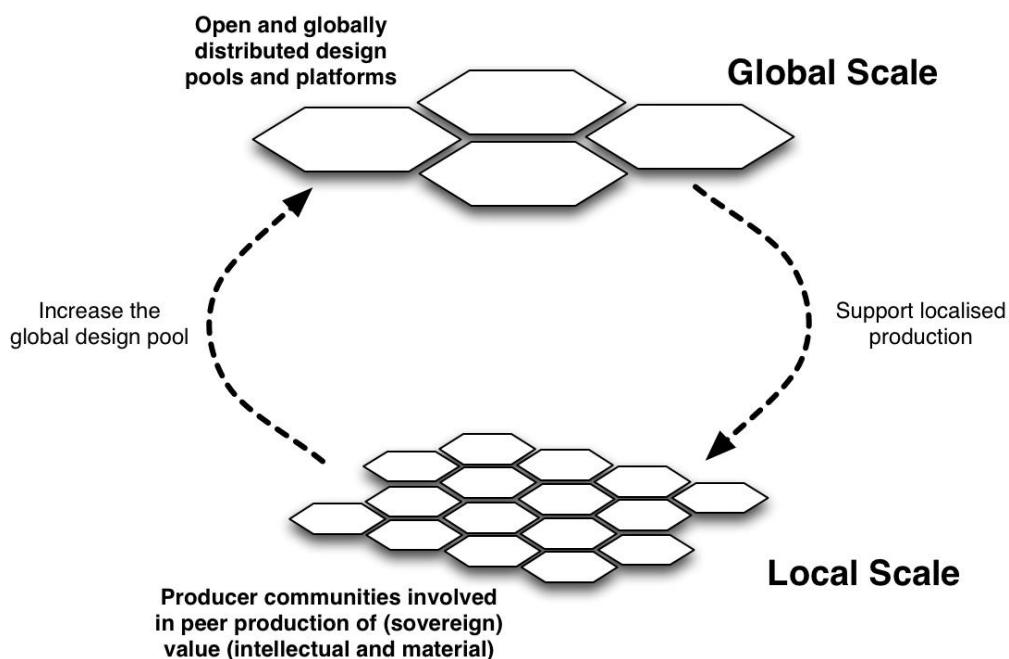 Open and globally
distributed design
pools and platforms
Global Scale
Increase the
global design pool
Support localised
production
Local Scale
Producer communities involved
in peer production of (sovereign)
value (intellectual and material)